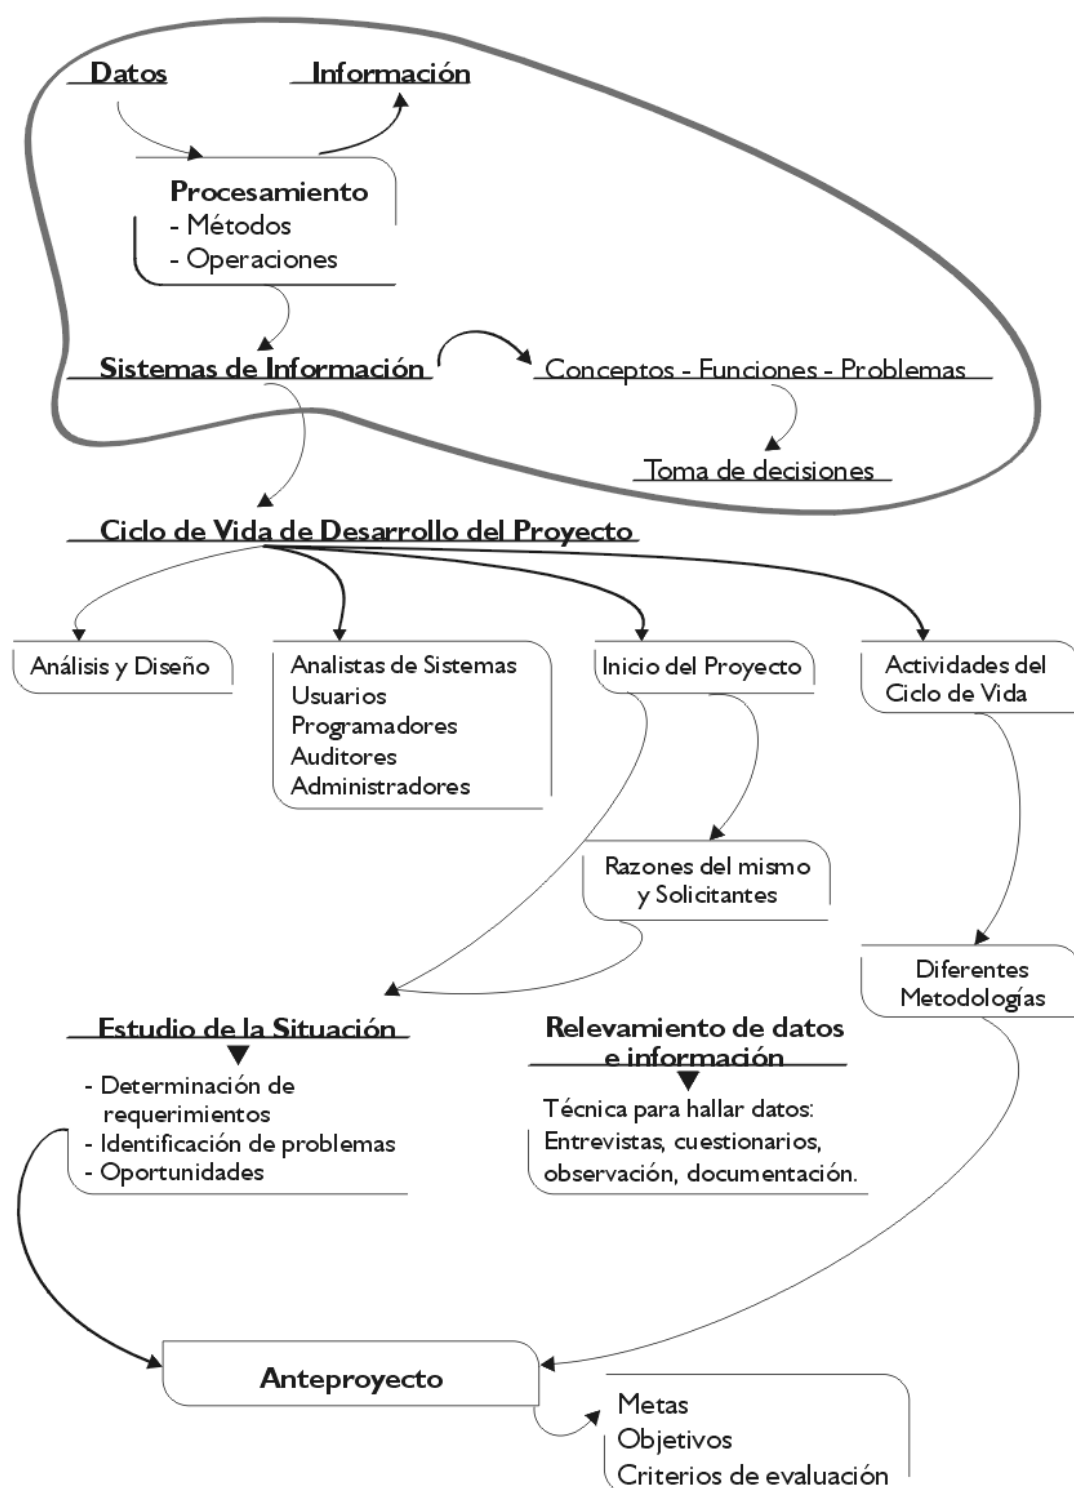 Datos
Información
Procesamiento
- Métodos
- Operaciones
Sistemas de Información
Conceptos - Funciones - Problemas
Toma de decisiones
Ciclo de Vida de Desarrollo del Proyecto
Análisis y Diseño
Analistas de Sistemas
Usuarios
Programadores
Auditores
Administradores
Inicio del Proyecto
Actividades del
Ciclo de Vida
Razones del mismo
y Solicitantes
Diferentes
Metodologías
Estudio de la Situación
- Determinación de
requerimientos
- Identificación de problemas
- Oportunidades
Relevamiento de datos
e información
Técnica para hallar datos:
Entrevistas, cuestionarios,
observación, documentación.
Anteproyecto
Metas
Objetivos
Criterios de evaluación